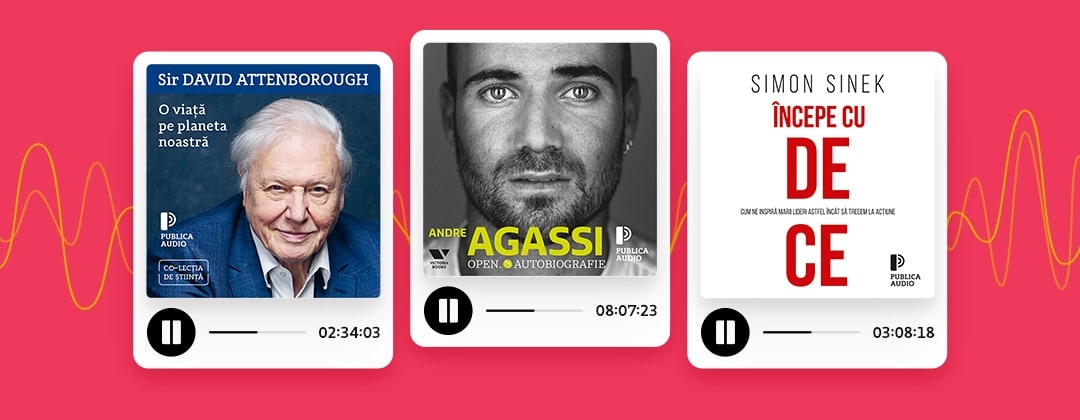 Sir DAVID ATTENBOROUGH
O viață
pe planeta
noastră
PUBLICA
AUDIO
CO-LECȚIA
DE ȘTIINȚĂ
02:34:03
ANDRE AGASSI
OPEN. AUTOBIOGRAFIE
VICTORIA
BOOKS
PUBLICA
AUDIO
08:07:23
SIMON SINEK
ÎNCEPE CU
DE
CUM NE INSPIRĂ MARII LIDERI ASTFEL ÎNCÂT SĂ TRECEM LA ACȚIUNE
CE
PUBLICA
AUDIO
03:08:18